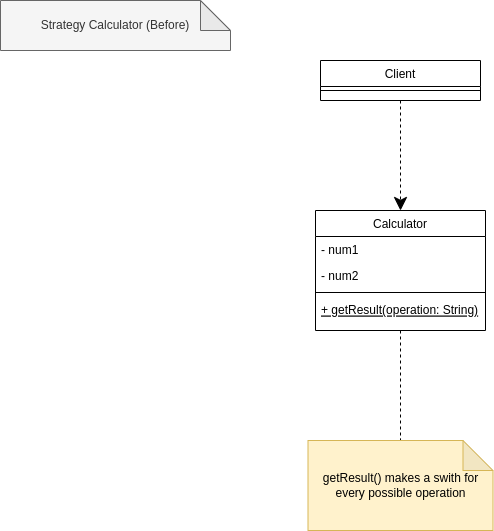 Strategy Calculator (Before)
Client
Calculator
- num1
- num2
+ getResult(operation: String)
getResult() makes a swith for
every possible operation